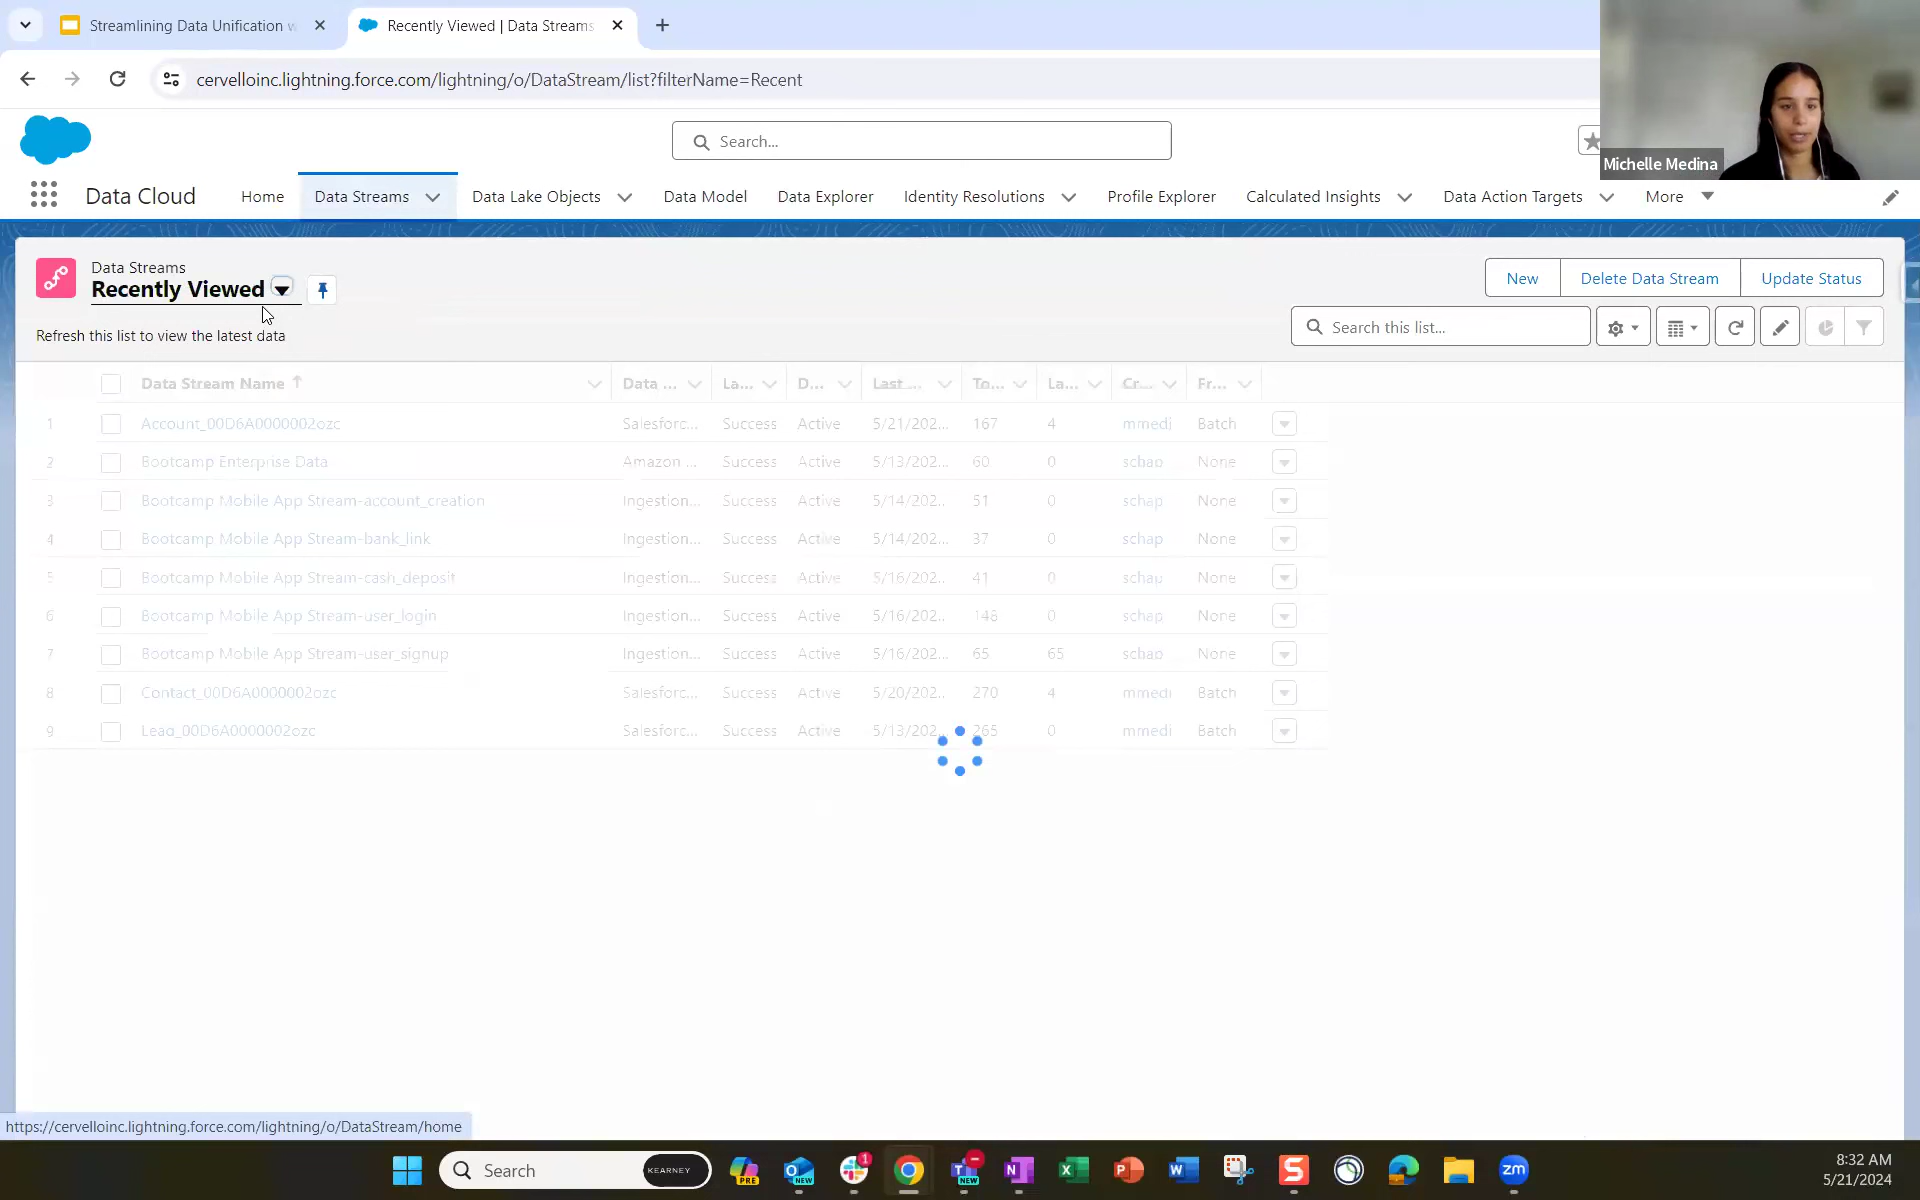 Streamlining Data Unification w
Recently Viewed | Data Streams
cervelloinc.lightning.force.com/lightning/o/DataStream/list?filterName=Recent
Search...
Michelle Medina
Data Cloud
Home
Data Streams
Data Lake Objects
Data Model
Data Explorer
Identity Resolutions
Profile Explorer
Calculated Insights
Data Action Targets
More
Data Streams
Recently Viewed
New
Delete Data Stream
Update Status
Refresh this list to view the latest data
Search this list...
Data Stream Name Data ... La... D... Last ... To... La... Cr... Fr...
1 Account_00D6A0000002ozc Salesforc... Success Active 5/21/202... 167 4 mmedi Batch
2 Bootcamp Enterprise Data Amazon ... Success Active 5/13/202... 60 0 schap None
3 Bootcamp Mobile App Stream-account_creation Ingestion... Success Active 5/14/202... 51 0 schap None
4 Bootcamp Mobile App Stream-bank_link Ingestion... Success Active 5/14/202... 37 0 schap None
5 Bootcamp Mobile App Stream-cash_deposit Ingestion... Success Active 5/16/202... 41 0 schap None
6 Bootcamp Mobile App Stream-user_login Ingestion... Success Active 5/16/202... 146 0 schap None
7 Bootcamp Mobile App Stream-user_signup Ingestion... Success Active 5/16/202... 65 65 schap None
8 Contact_00D6A0000002ozc Salesforc... Success Active 5/20/202... 270 4 mmedi Batch
9 Lead_00D6A0000002ozc Salesforc... Success Active 5/13/202... 265 0 mmedi Batch
https://cervelloinc.lightning.force.com/lightning/o/DataStream/home
Search
KEARNEY
PRE
NEW
1
NEW
zm
8:32 AM
5/21/2024